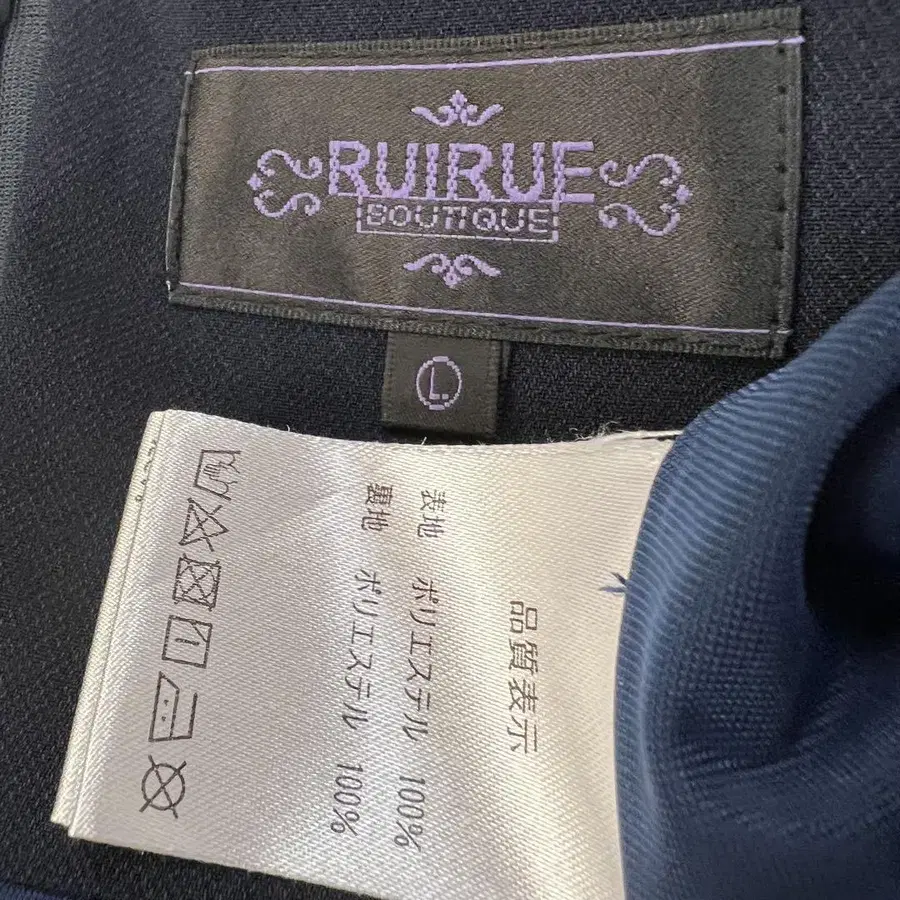 RUIRUE
BOUTIQUE
L
品質表示
表地 ポリエステル 100%
裏地 ポリエステル 100%